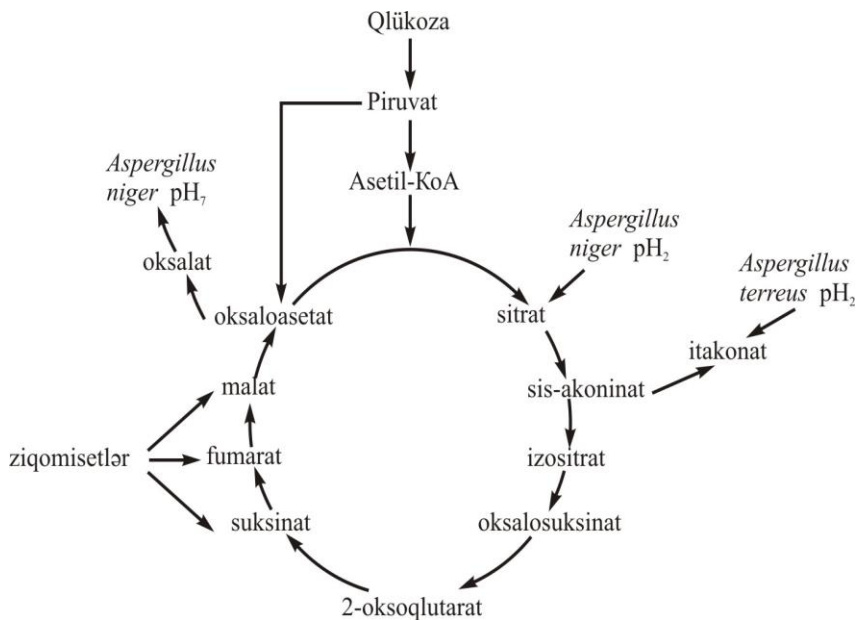 Qlükoza
Piruvat
Asetil-KoA
Aspergillus
niger pH₇
oksalat
oksaloasetat
Aspergillus
niger pH₂
sitrat
Aspergillus
terreus pH₂
itakonat
malat
sis-akoninat
ziqomisetlər
fumarat
izositrat
suksinat
oksalosuksinat
2-oksoqlutarat